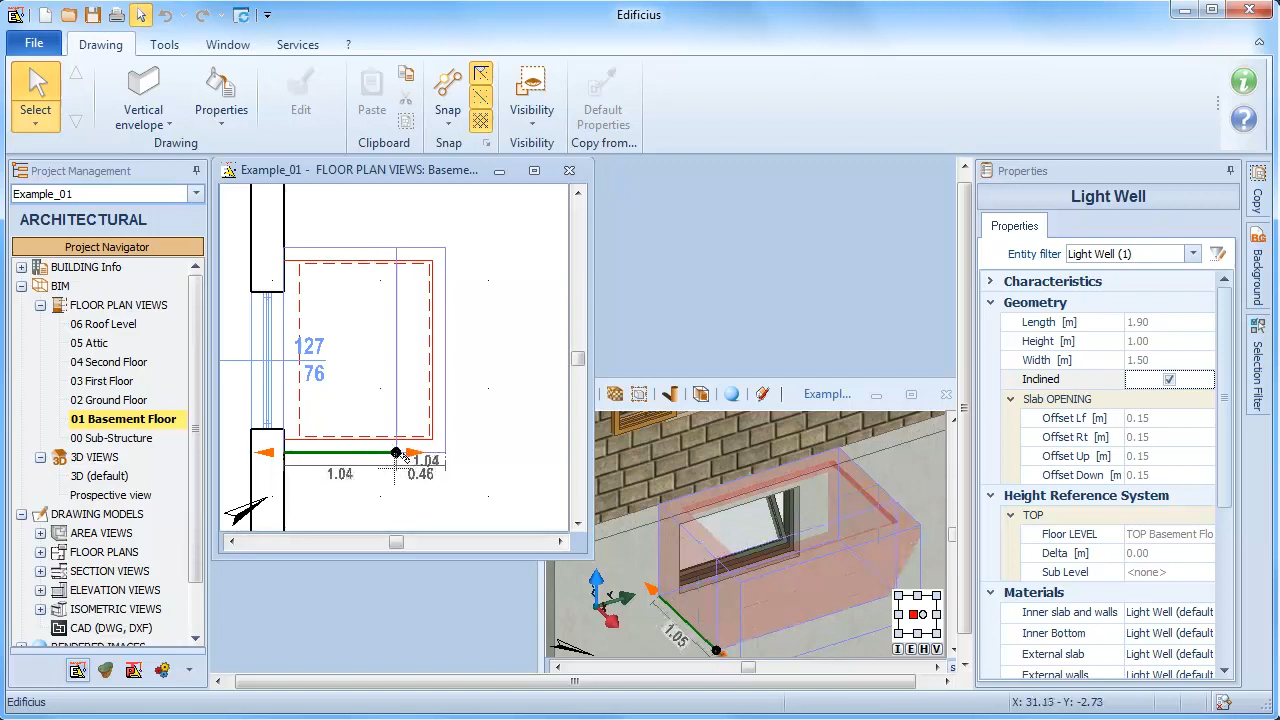 Edificius
File
Drawing
Tools
Window
Services
?
Select
Vertical
envelope
Properties
Edit
Paste
Snap
Visibility
Default
Properties
Drawing
Clipboard
Snap
Visibility
Copy from...
Project Management
Example_01
ARCHITECTURAL
Project Navigator
BUILDING Info
BIM
FLOOR PLAN VIEWS
06 Roof Level
05 Attic
04 Second Floor
03 First Floor
02 Ground Floor
01 Basement Floor
00 Sub-Structure
3D VIEWS
3D (default)
Prospective view
DRAWING MODELS
AREA VIEWS
FLOOR PLANS
SECTION VIEWS
ELEVATION VIEWS
ISOMETRIC VIEWS
CAD (DWG, DXF)
RENDERED IMAGES
Example_01 - FLOOR PLAN VIEWS: Baseme...
127
76
1.04
1.04
0.46
Exampl...
1.05
I E H V
Properties
Light Well
Properties
Entity filter Light Well (1)
Characteristics
Geometry
Length [m] 1.90
Height [m] 1.00
Width [m] 1.50
Inclined
Slab OPENING
Offset Lf [m] 0.15
Offset Rt [m] 0.15
Offset Up [m] 0.15
Offset Down [m] 0.15
Height Reference System
TOP
Floor LEVEL TOP Basement Flo
Delta [m] 0.00
Sub Level <none>
Materials
Inner slab and walls Light Well (default
Inner Bottom Light Well (default
External slab Light Well (default
External walls Light Well (default
Copy
BG
Background
Selection Filter
Edificius
X: 31.15 - Y: -2.73